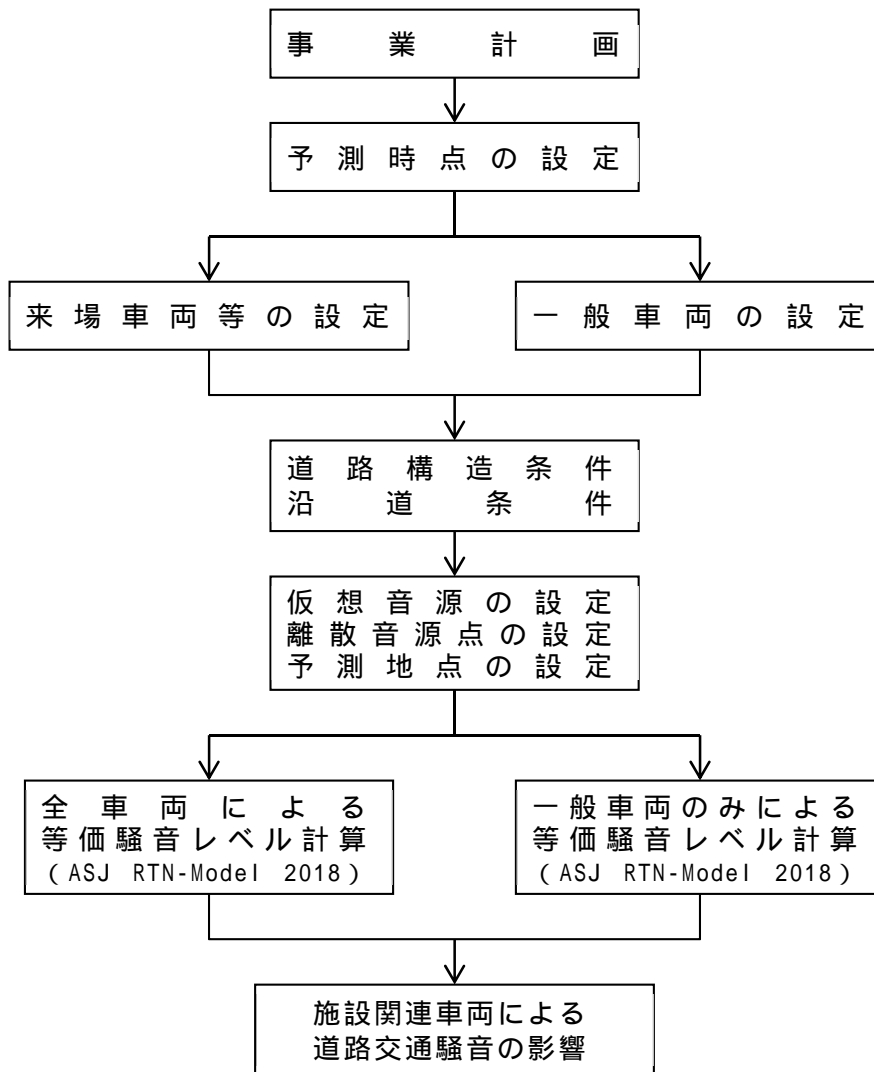 事業計画
予測時点の設定
来場車両等の設定
一般車両の設定
道路構造条件
沿道条件
仮想音源の設定
離散音源点の設定
予測地点の設定
全車両による
等価騒音レベル計算
(ASJ RTN-Model 2018)
一般車両のみによる
等価騒音レベル計算
(ASJ RTN-Model 2018)
施設関連車両による
道路交通騒音の影響